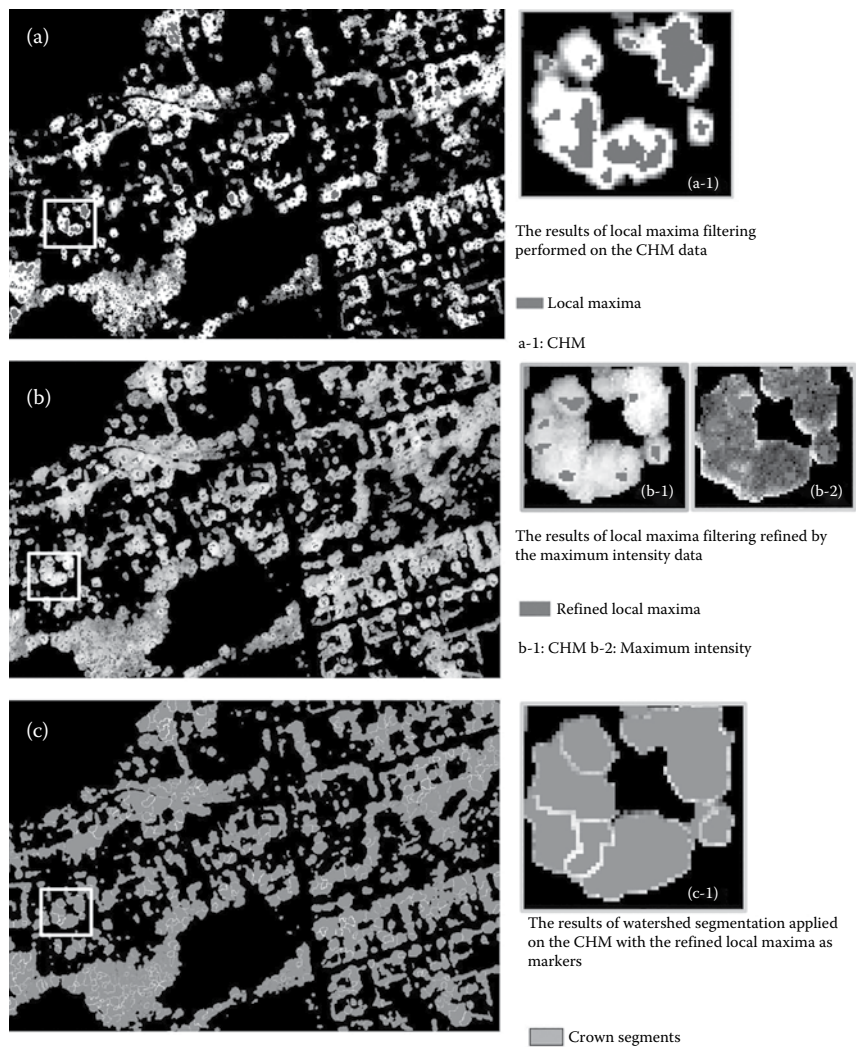 (a)
(a-1)
The results of local maxima filtering
performed on the CHM data
Local maxima
a-1: CHM
(b)
(b-1)
(b-2)
The results of local maxima filtering refined by
the maximum intensity data
Refined local maxima
b-1: CHM b-2: Maximum intensity
(c)
(c-1)
The results of watershed segmentation applied
on the CHM with the refined local maxima as
markers
Crown segments